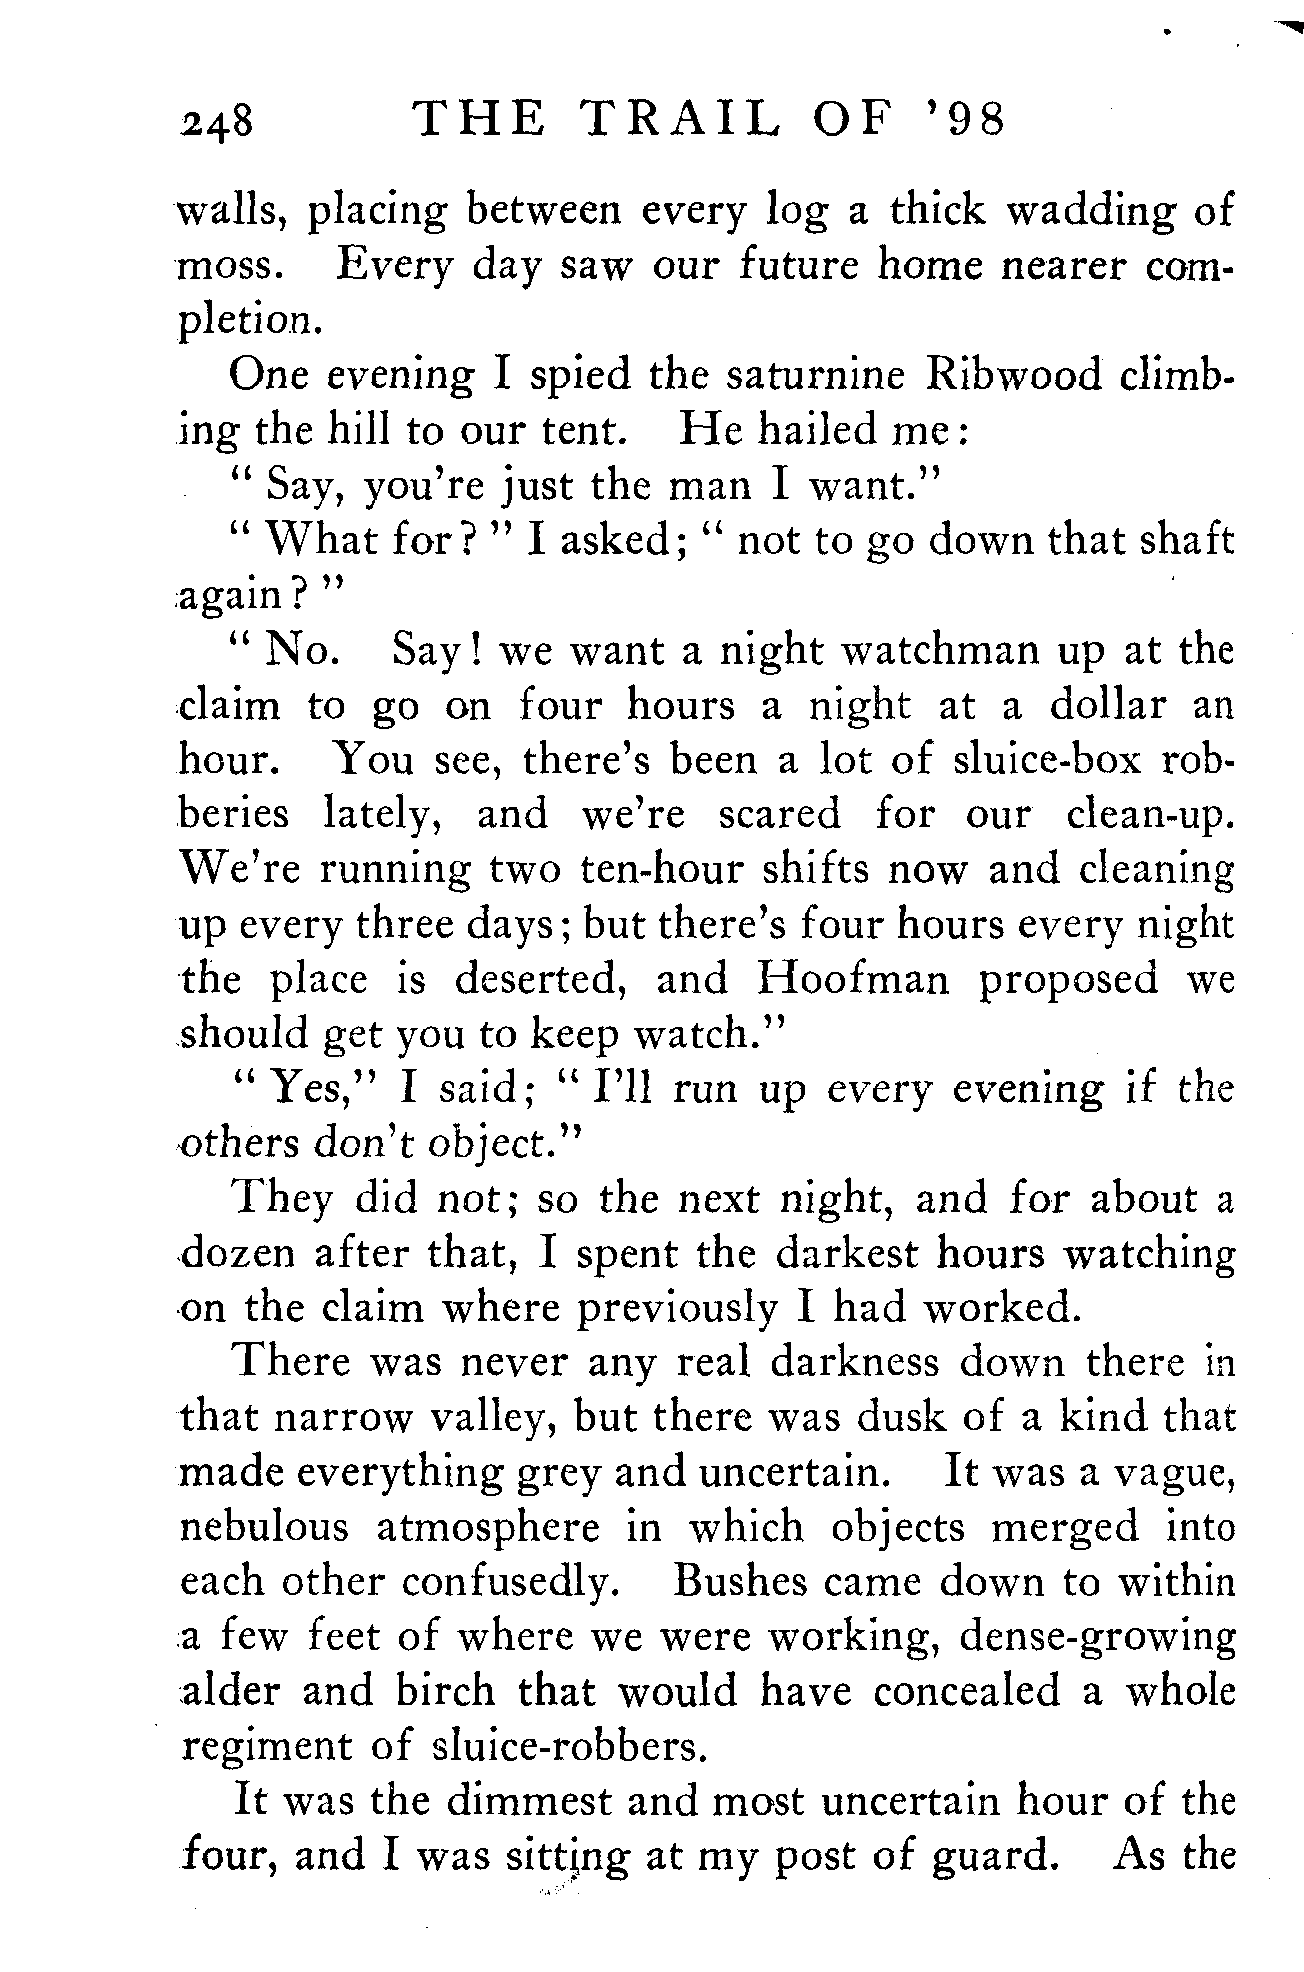 248 THE TRAIL OF '98
walls, placing between every log a thick wadding of
moss. Every day saw our future home nearer com-
pletion.
One evening I spied the saturnine Ribwood climb-
ing the hill to our tent. He hailed me:
" Say, you're just the man I want."
" What for? " I asked; " not to go down that shaft
again? "
" No. Say! we want a night watchman up at the
claim to go on four hours a night at a dollar an
hour. You see, there's been a lot of sluice-box rob-
beries lately, and we're scared for our clean-up.
We're running two ten-hour shifts now and cleaning
up every three days; but there's four hours every night
the place is deserted, and Hoofman proposed we
should get you to keep watch."
" Yes," I said; " I'll run up every evening if the
others don't object."
They did not; so the next night, and for about a
dozen after that, I spent the darkest hours watching
on the claim where previously I had worked.
There was never any real darkness down there in
that narrow valley, but there was dusk of a kind that
made everything grey and uncertain. It was a vague,
nebulous atmosphere in which objects merged into
each other confusedly. Bushes came down to within
a few feet of where we were working, dense-growing
alder and birch that would have concealed a whole
regiment of sluice-robbers.
It was the dimmest and most uncertain hour of the
four, and I was sitting at my post of guard. As the